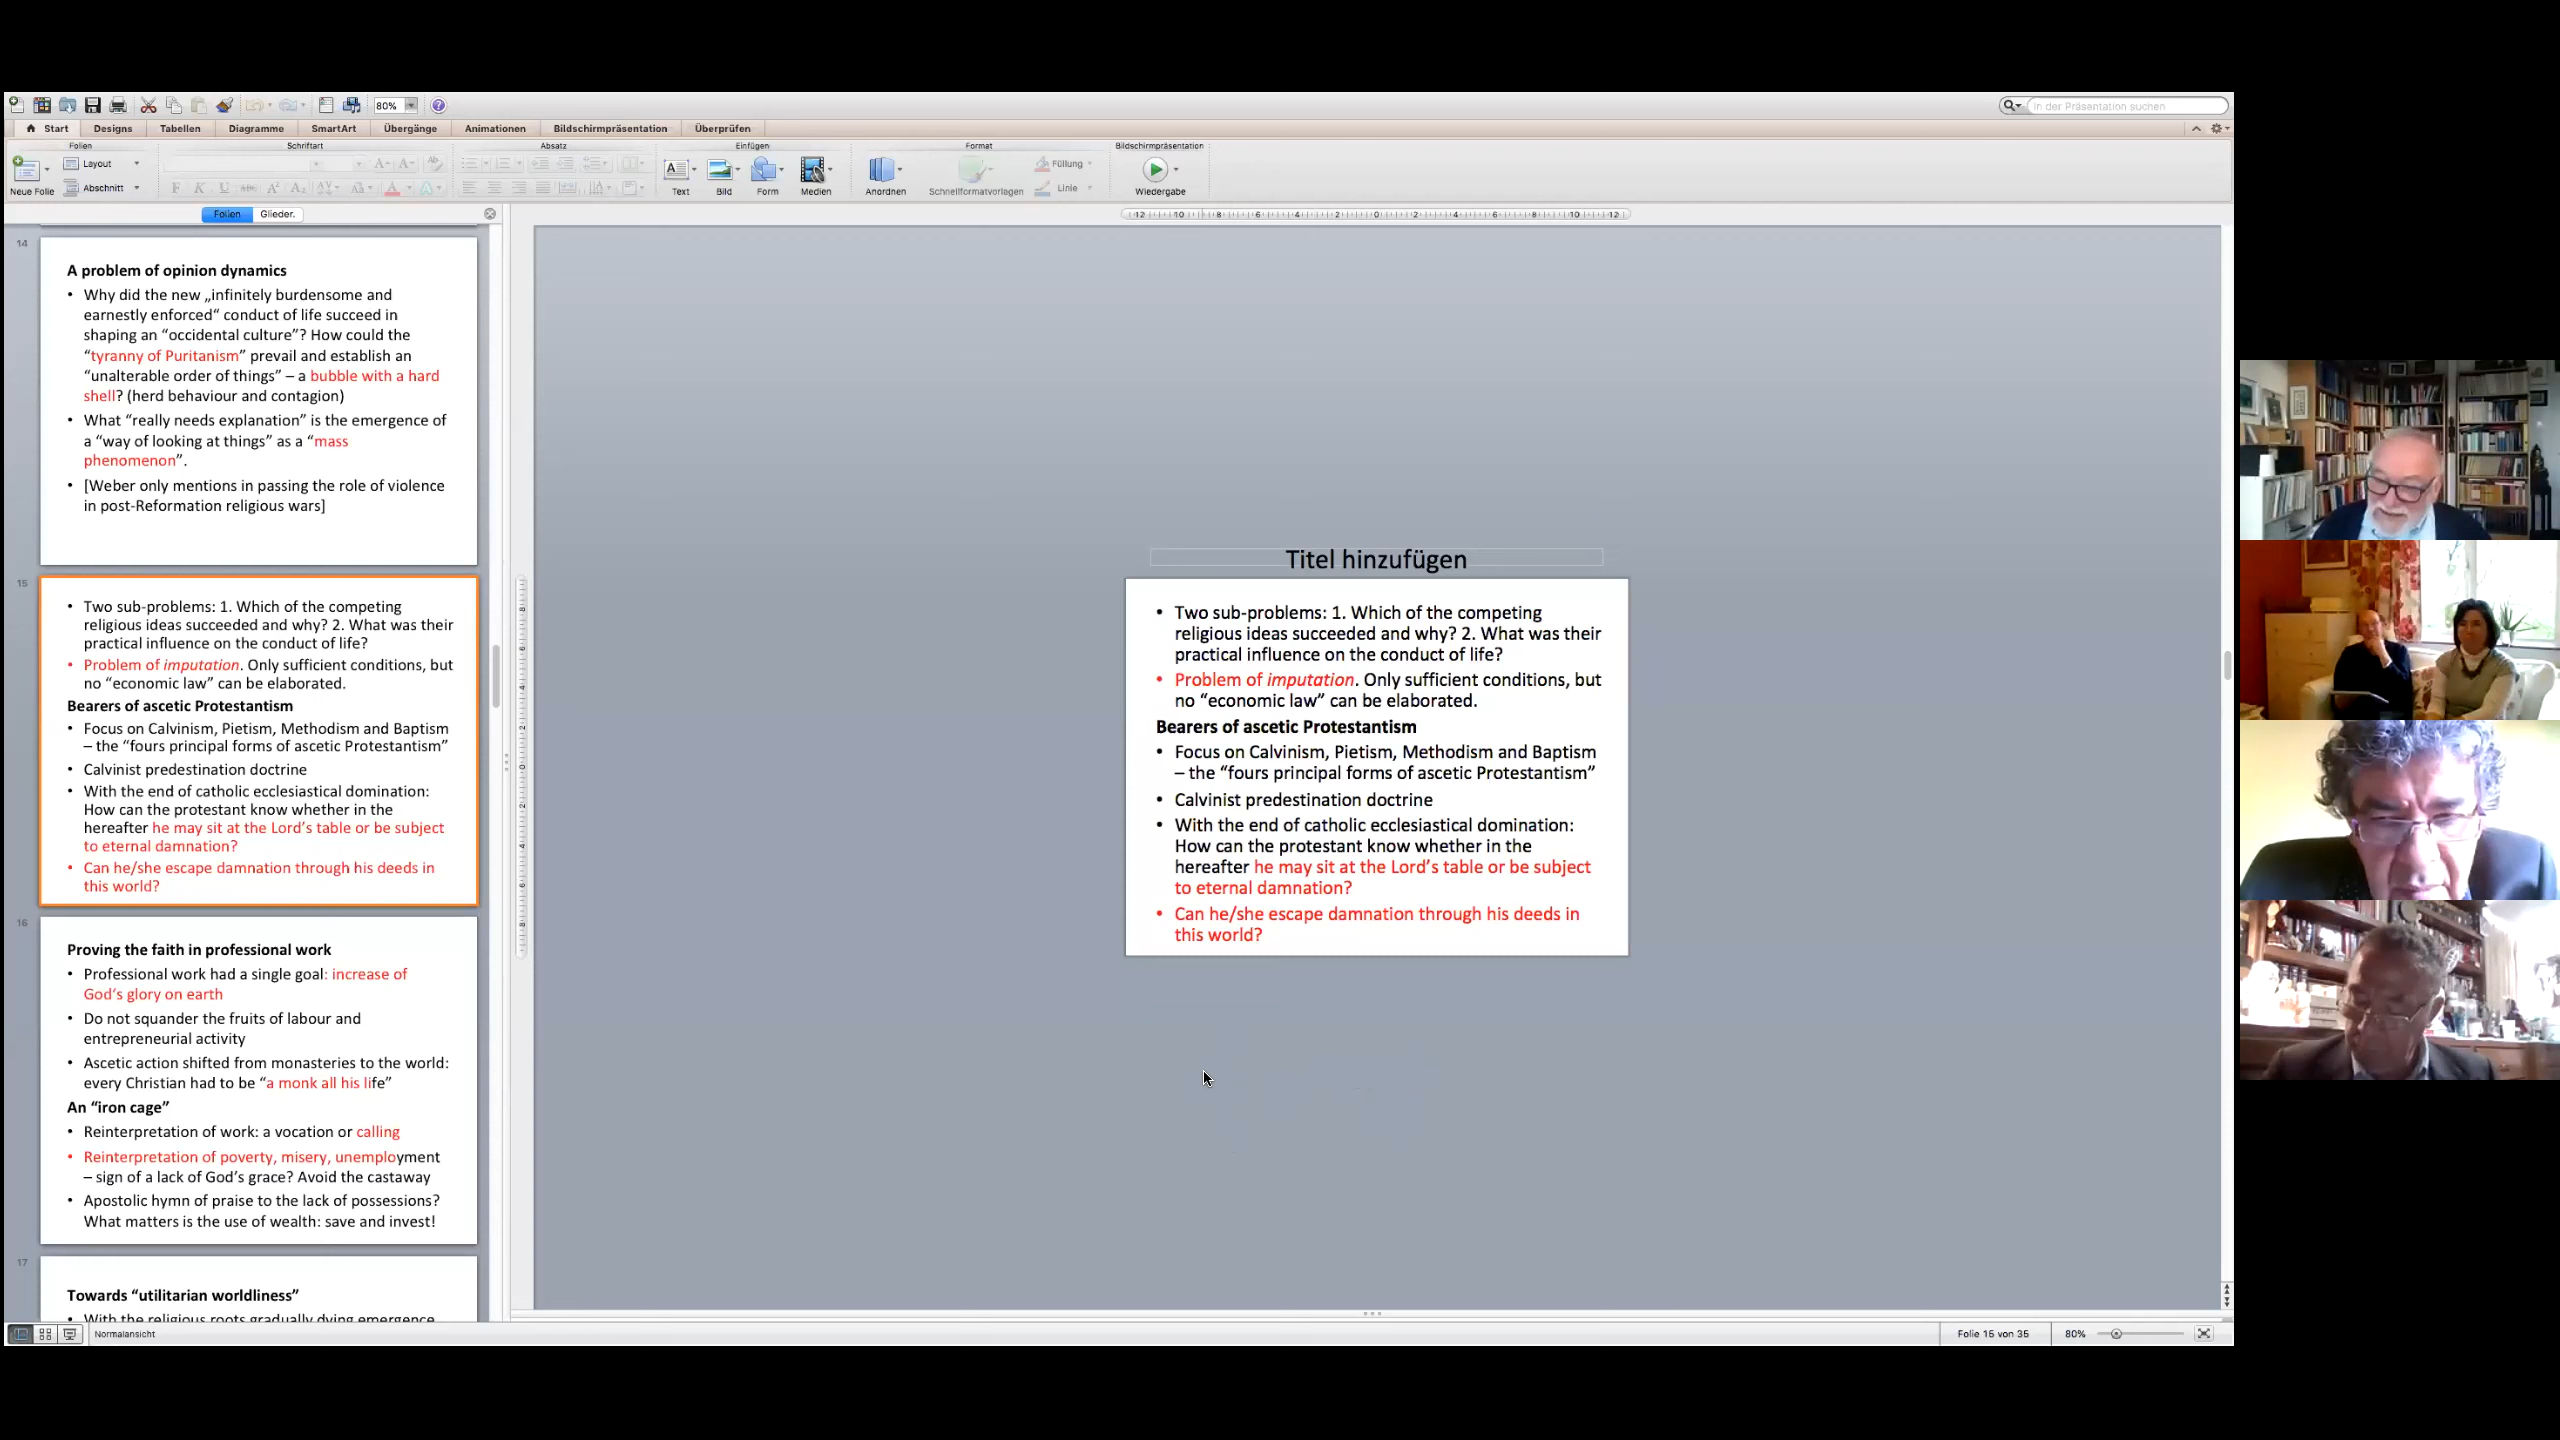 80%
In der Präsentation suchen
Start Designs Tabellen Diagramme SmartArt Übergänge Animationen Bildschirmpräsentation Überprüfen
Folien Schriftart Absatz Einfügen Format Bildschirmpräsentation
Layout
Füllung
Neue Folie Abschnitt
Text Bild Form Medien Anordnen Schnellformatvorlagen Linie Wiedergabe
Folien Glieder.
14
A problem of opinion dynamics
• Why did the new „infinitely burdensome and
earnestly enforced“ conduct of life succeed in
shaping an “occidental culture”? How could the
“tyranny of Puritanism” prevail and establish an
“unalterable order of things” – a bubble with a hard
shell? (herd behaviour and contagion)
• What “really needs explanation” is the emergence of
a “way of looking at things” as a “mass
phenomenon”.
• [Weber only mentions in passing the role of violence
in post-Reformation religious wars]
15
• Two sub-problems: 1. Which of the competing
religious ideas succeeded and why? 2. What was their
practical influence on the conduct of life?
• Problem of imputation. Only sufficient conditions, but
no “economic law” can be elaborated.
Bearers of ascetic Protestantism
• Focus on Calvinism, Pietism, Methodism and Baptism
– the “fours principal forms of ascetic Protestantism”
• Calvinist predestination doctrine
• With the end of catholic ecclesiastical domination:
How can the protestant know whether in the
hereafter he may sit at the Lord’s table or be subject
to eternal damnation?
• Can he/she escape damnation through his deeds in
this world?
16
Proving the faith in professional work
• Professional work had a single goal: increase of
God’s glory on earth
• Do not squander the fruits of labour and
entrepreneurial activity
• Ascetic action shifted from monasteries to the world:
every Christian had to be “a monk all his life”
An “iron cage”
• Reinterpretation of work: a vocation or calling
• Reinterpretation of poverty, misery, unemployment
– sign of a lack of God’s grace? Avoid the castaway
• Apostolic hymn of praise to the lack of possessions?
What matters is the use of wealth: save and invest!
17
Towards “utilitarian worldliness”
• With the religious roots gradually dying emergence
Titel hinzufügen
• Two sub-problems: 1. Which of the competing
religious ideas succeeded and why? 2. What was their
practical influence on the conduct of life?
• Problem of imputation. Only sufficient conditions, but
no “economic law” can be elaborated.
Bearers of ascetic Protestantism
• Focus on Calvinism, Pietism, Methodism and Baptism
– the “fours principal forms of ascetic Protestantism”
• Calvinist predestination doctrine
• With the end of catholic ecclesiastical domination:
How can the protestant know whether in the
hereafter he may sit at the Lord’s table or be subject
to eternal damnation?
• Can he/she escape damnation through his deeds in
this world?
Normalansicht
Folie 15 von 35
80%